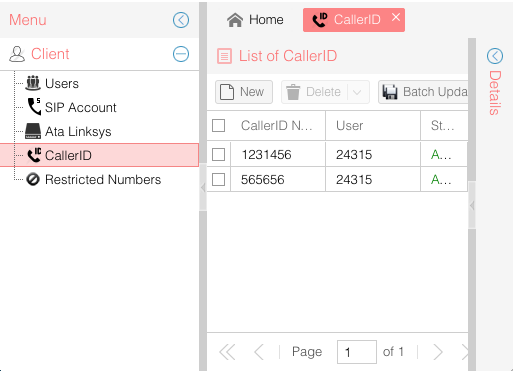 Menu
Client
Users
SIP Account
Ata Linksys
CallerID
Restricted Numbers
Home
CallerID
List of CallerID
New
Delete
Batch Upda
CallerID N...
User
St...
1231456
24315
A...
565656
24315
A...
Page
1
of 1
Details